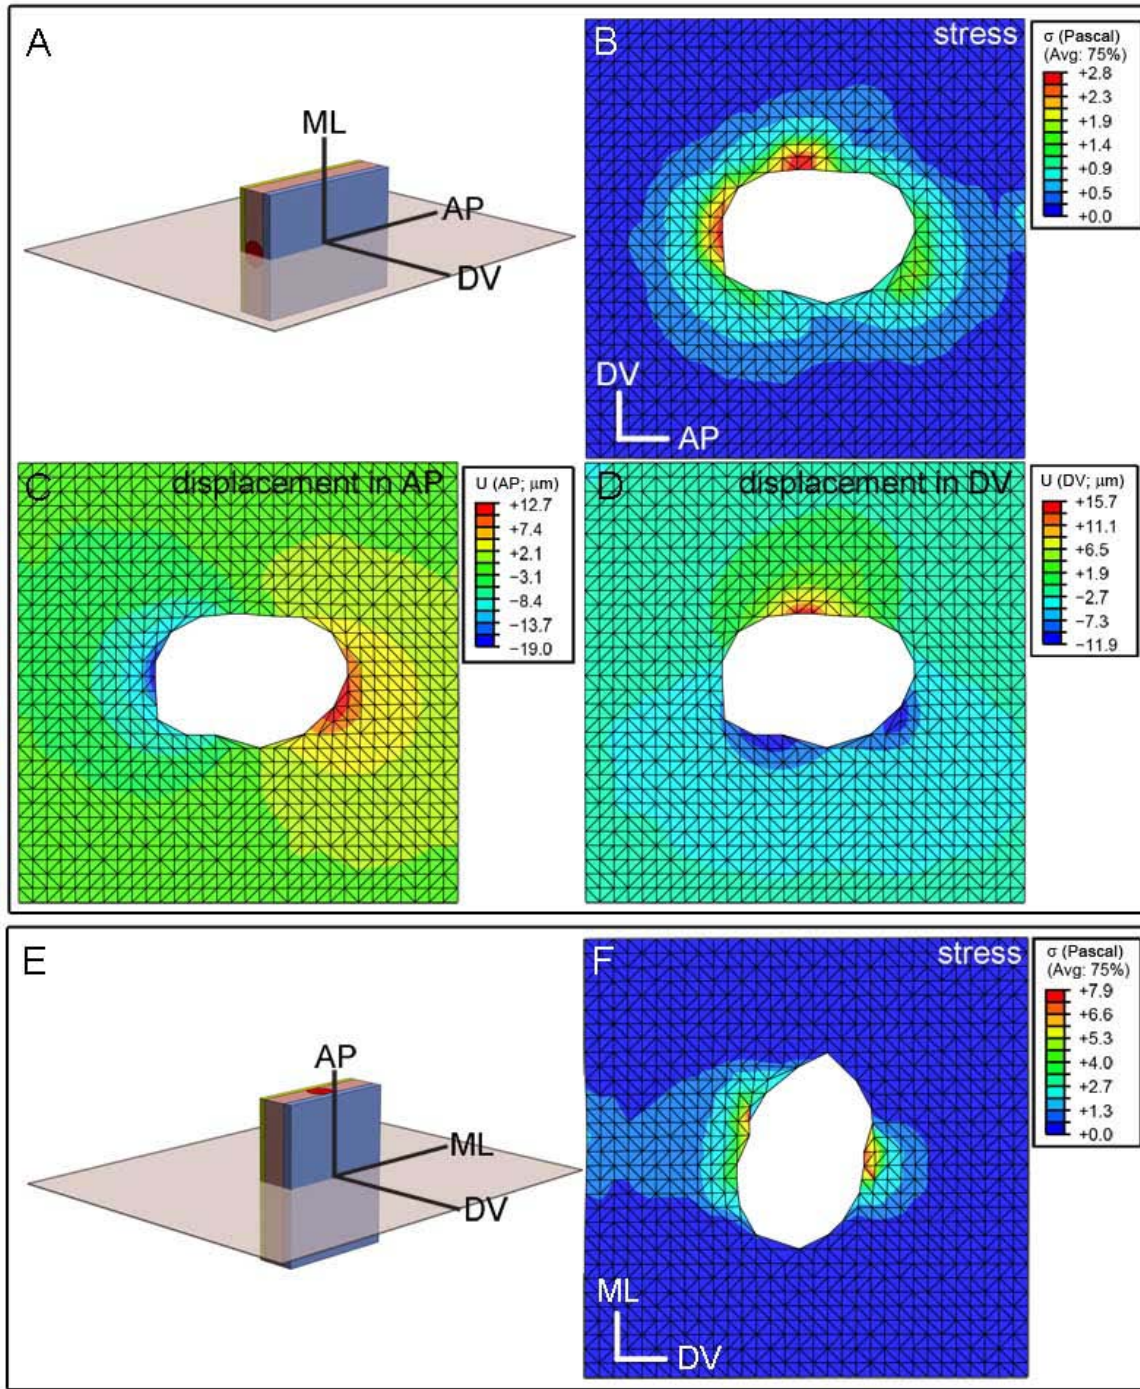 A
ML
AP
DV
B
stress
σ (Pascal)
(Avg: 75%)
+2.8
+2.3
+1.9
+1.4
+0.9
+0.5
+0.0
DV
AP
C
displacement in AP
U (AP; μm)
+12.7
+7.4
+2.1
−3.1
−8.4
−13.7
−19.0
D
displacement in DV
U (DV; μm)
+15.7
+11.1
+6.5
+1.9
−2.7
−7.3
−11.9
E
AP
ML
DV
F
stress
σ (Pascal)
(Avg: 75%)
+7.9
+6.6
+5.3
+4.0
+2.7
+1.3
+0.0
ML
DV